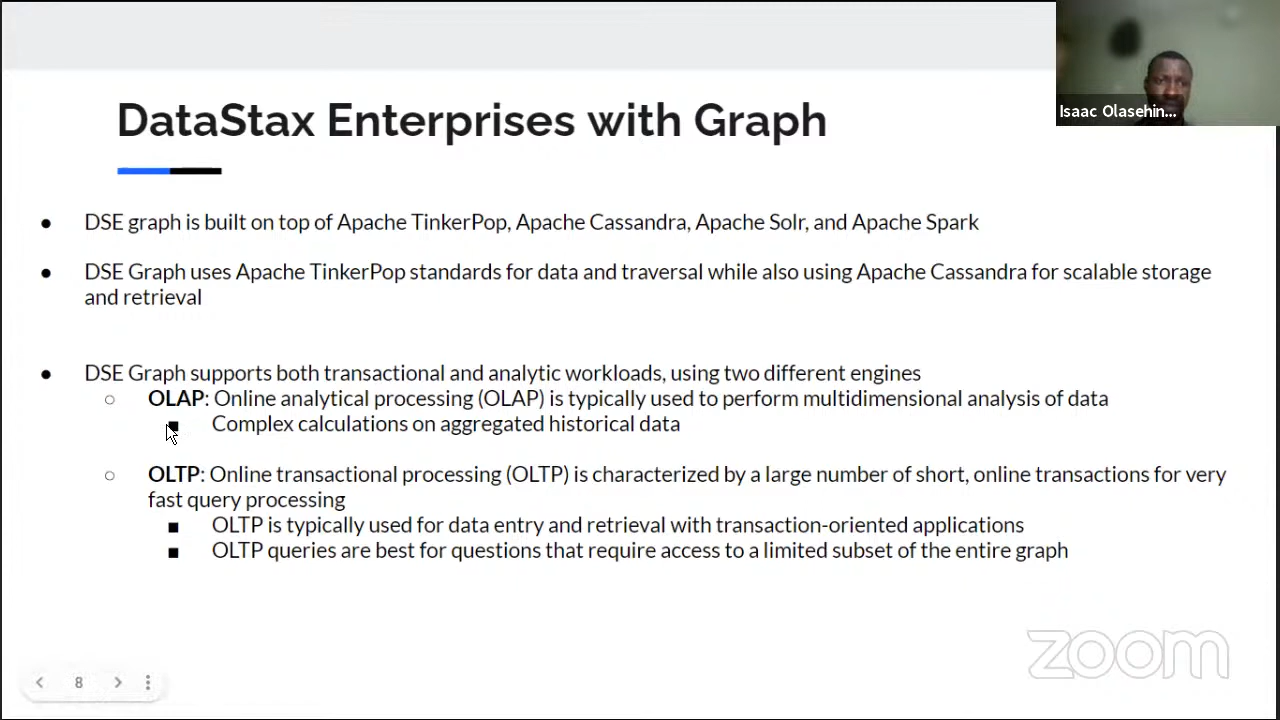 DataStax Enterprises with Graph
Isaac Olasehin...
● DSE graph is built on top of Apache TinkerPop, Apache Cassandra, Apache Solr, and Apache Spark
● DSE Graph uses Apache TinkerPop standards for data and traversal while also using Apache Cassandra for scalable storage
and retrieval
● DSE Graph supports both transactional and analytic workloads, using two different engines
○ OLAP: Online analytical processing (OLAP) is typically used to perform multidimensional analysis of data
■ Complex calculations on aggregated historical data
○ OLTP: Online transactional processing (OLTP) is characterized by a large number of short, online transactions for very
fast query processing
■ OLTP is typically used for data entry and retrieval with transaction-oriented applications
■ OLTP queries are best for questions that require access to a limited subset of the entire graph
zoom
8